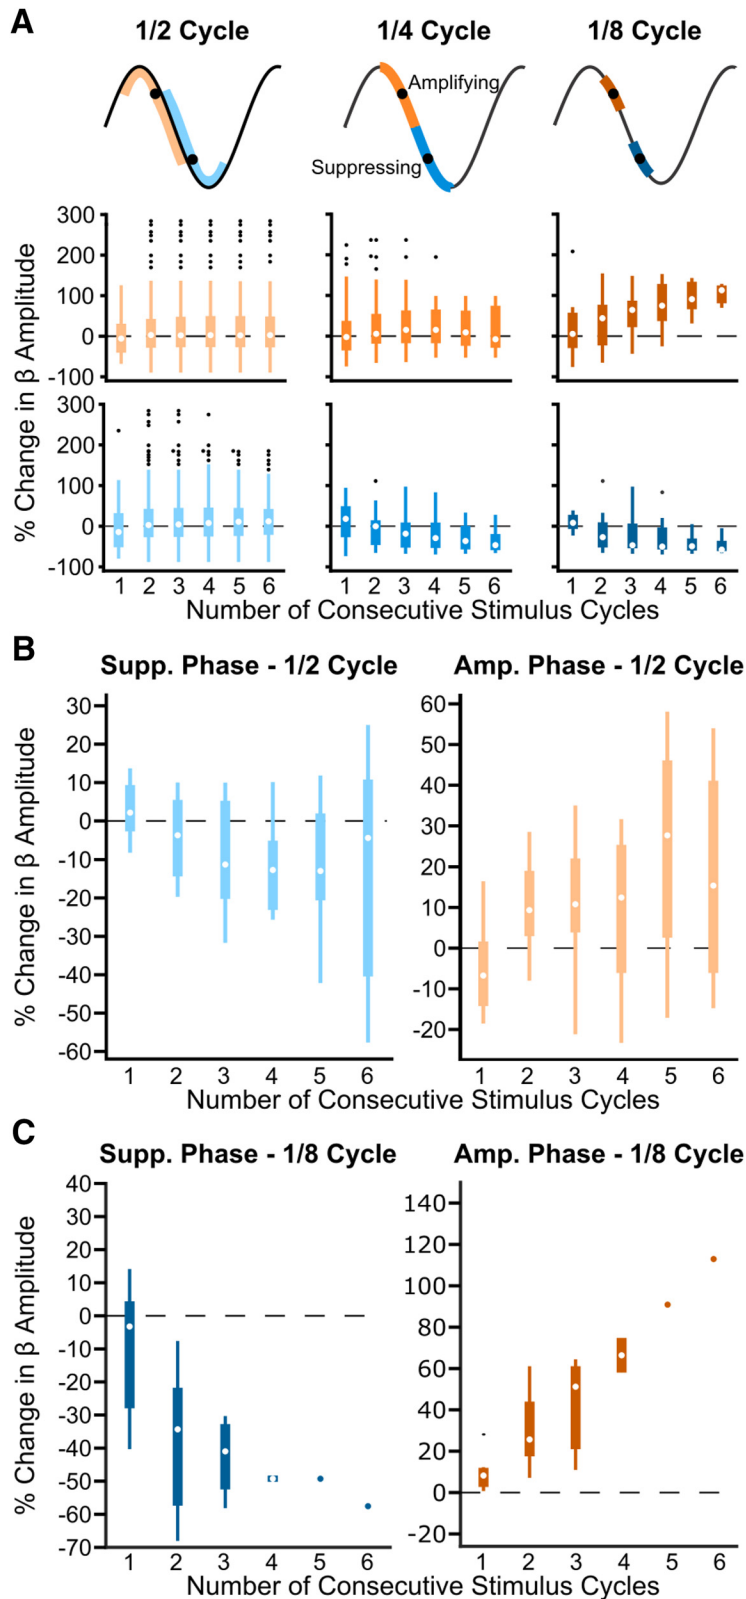 A
1/2 Cycle 1/4 Cycle 1/8 Cycle
Amplifying
Suppressing
% Change in β Amplitude
300
200
100
0
-100
300
200
100
0
-100
1 2 3 4 5 6 1 2 3 4 5 6 1 2 3 4 5 6
Number of Consecutive Stimulus Cycles
B
Supp. Phase - 1/2 Cycle Amp. Phase - 1/2 Cycle
% Change in β Amplitude
30
20
10
0
-10
-20
-30
-40
-50
-60
60
50
40
30
20
10
0
-10
-20
1 2 3 4 5 6 1 2 3 4 5 6
Number of Consecutive Stimulus Cycles
C
Supp. Phase - 1/8 Cycle Amp. Phase - 1/8 Cycle
% Change in β Amplitude
40
30
20
10
0
-10
-20
-30
-40
-50
-60
-70
140
120
100
80
60
40
20
0
-20
1 2 3 4 5 6 1 2 3 4 5 6
Number of Consecutive Stimulus Cycles